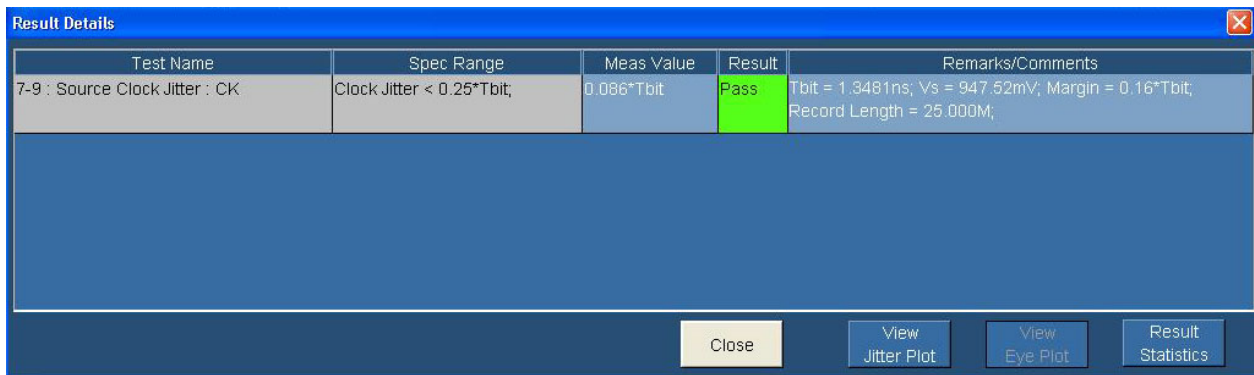 Result Details
Test Name Spec Range Meas Value Result Remarks/Comments
7-9 : Source Clock Jitter : CK Clock Jitter < 0.25*Tbit; 0.086*Tbit Pass Tbit = 1.3481ns; Vs = 947.52mV; Margin = 0.16*Tbit;
Record Length = 25.000M;
Close
View
Jitter Plot
View
Eye Plot
Result
Statistics